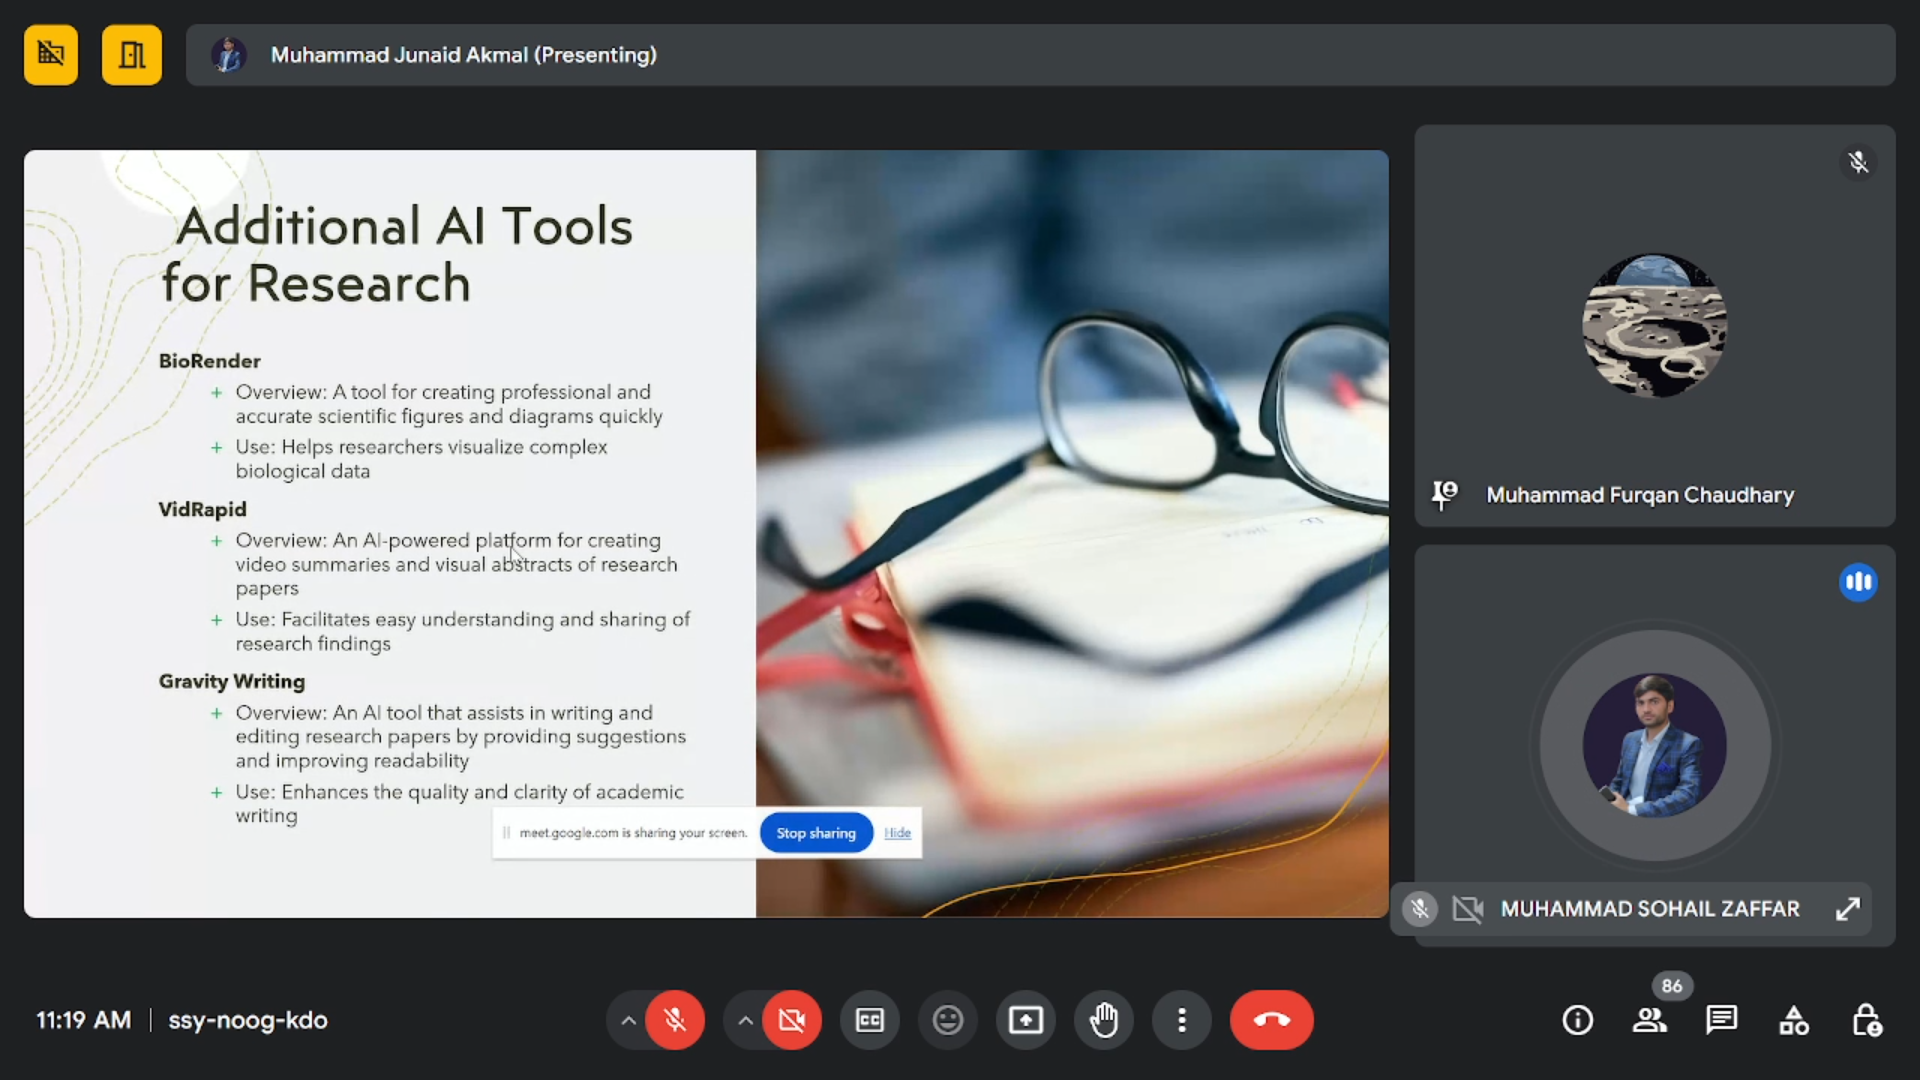 Muhammad Junaid Akmal (Presenting)
Additional AI Tools
for Research
BioRender
+ Overview: A tool for creating professional and
accurate scientific figures and diagrams quickly
+ Use: Helps researchers visualize complex
biological data
VidRapid
+ Overview: An AI-powered platform for creating
video summaries and visual abstracts of research
papers
+ Use: Facilitates easy understanding and sharing of
research findings
Gravity Writing
+ Overview: An AI tool that assists in writing and
editing research papers by providing suggestions
and improving readability
+ Use: Enhances the quality and clarity of academic
writing
meet.google.com is sharing your screen.
Stop sharing
Hide
Muhammad Furqan Chaudhary
MUHAMMAD SOHAIL ZAFFAR
11:19 AM | ssy-noog-kdo
CC
86